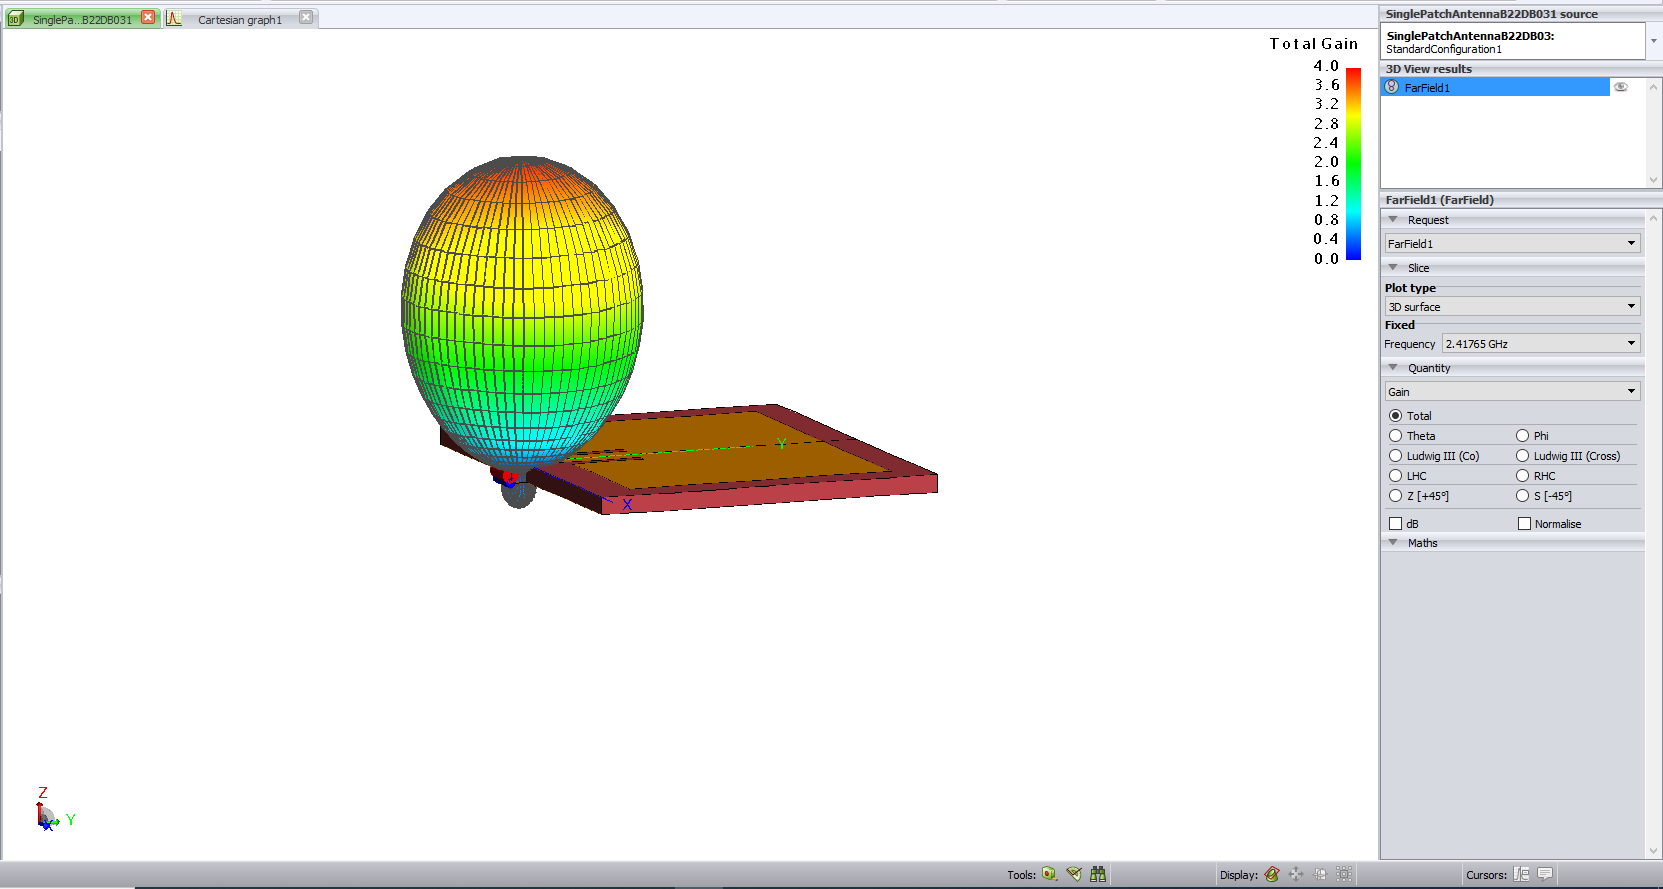 SinglePa...B22DB031
Cartesian graph1
Total Gain
4.0
3.6
3.2
2.8
2.4
2.0
1.6
1.2
0.8
0.4
0.0
Y
X
Z
Y
X
SinglePatchAntennaB22DB031 source
SinglePatchAntennaB22DB03:
StandardConfiguration1
3D View results
FarField1
FarField1 (FarField)
Request
FarField1
Slice
Plot type
3D surface
Fixed
Frequency 2.41765 GHz
Quantity
Gain
Total
Theta Phi
Ludwig III (Co) Ludwig III (Cross)
LHC RHC
Z [+45°] S [-45°]
dB Normalise
Maths
Tools: Display: Cursors: